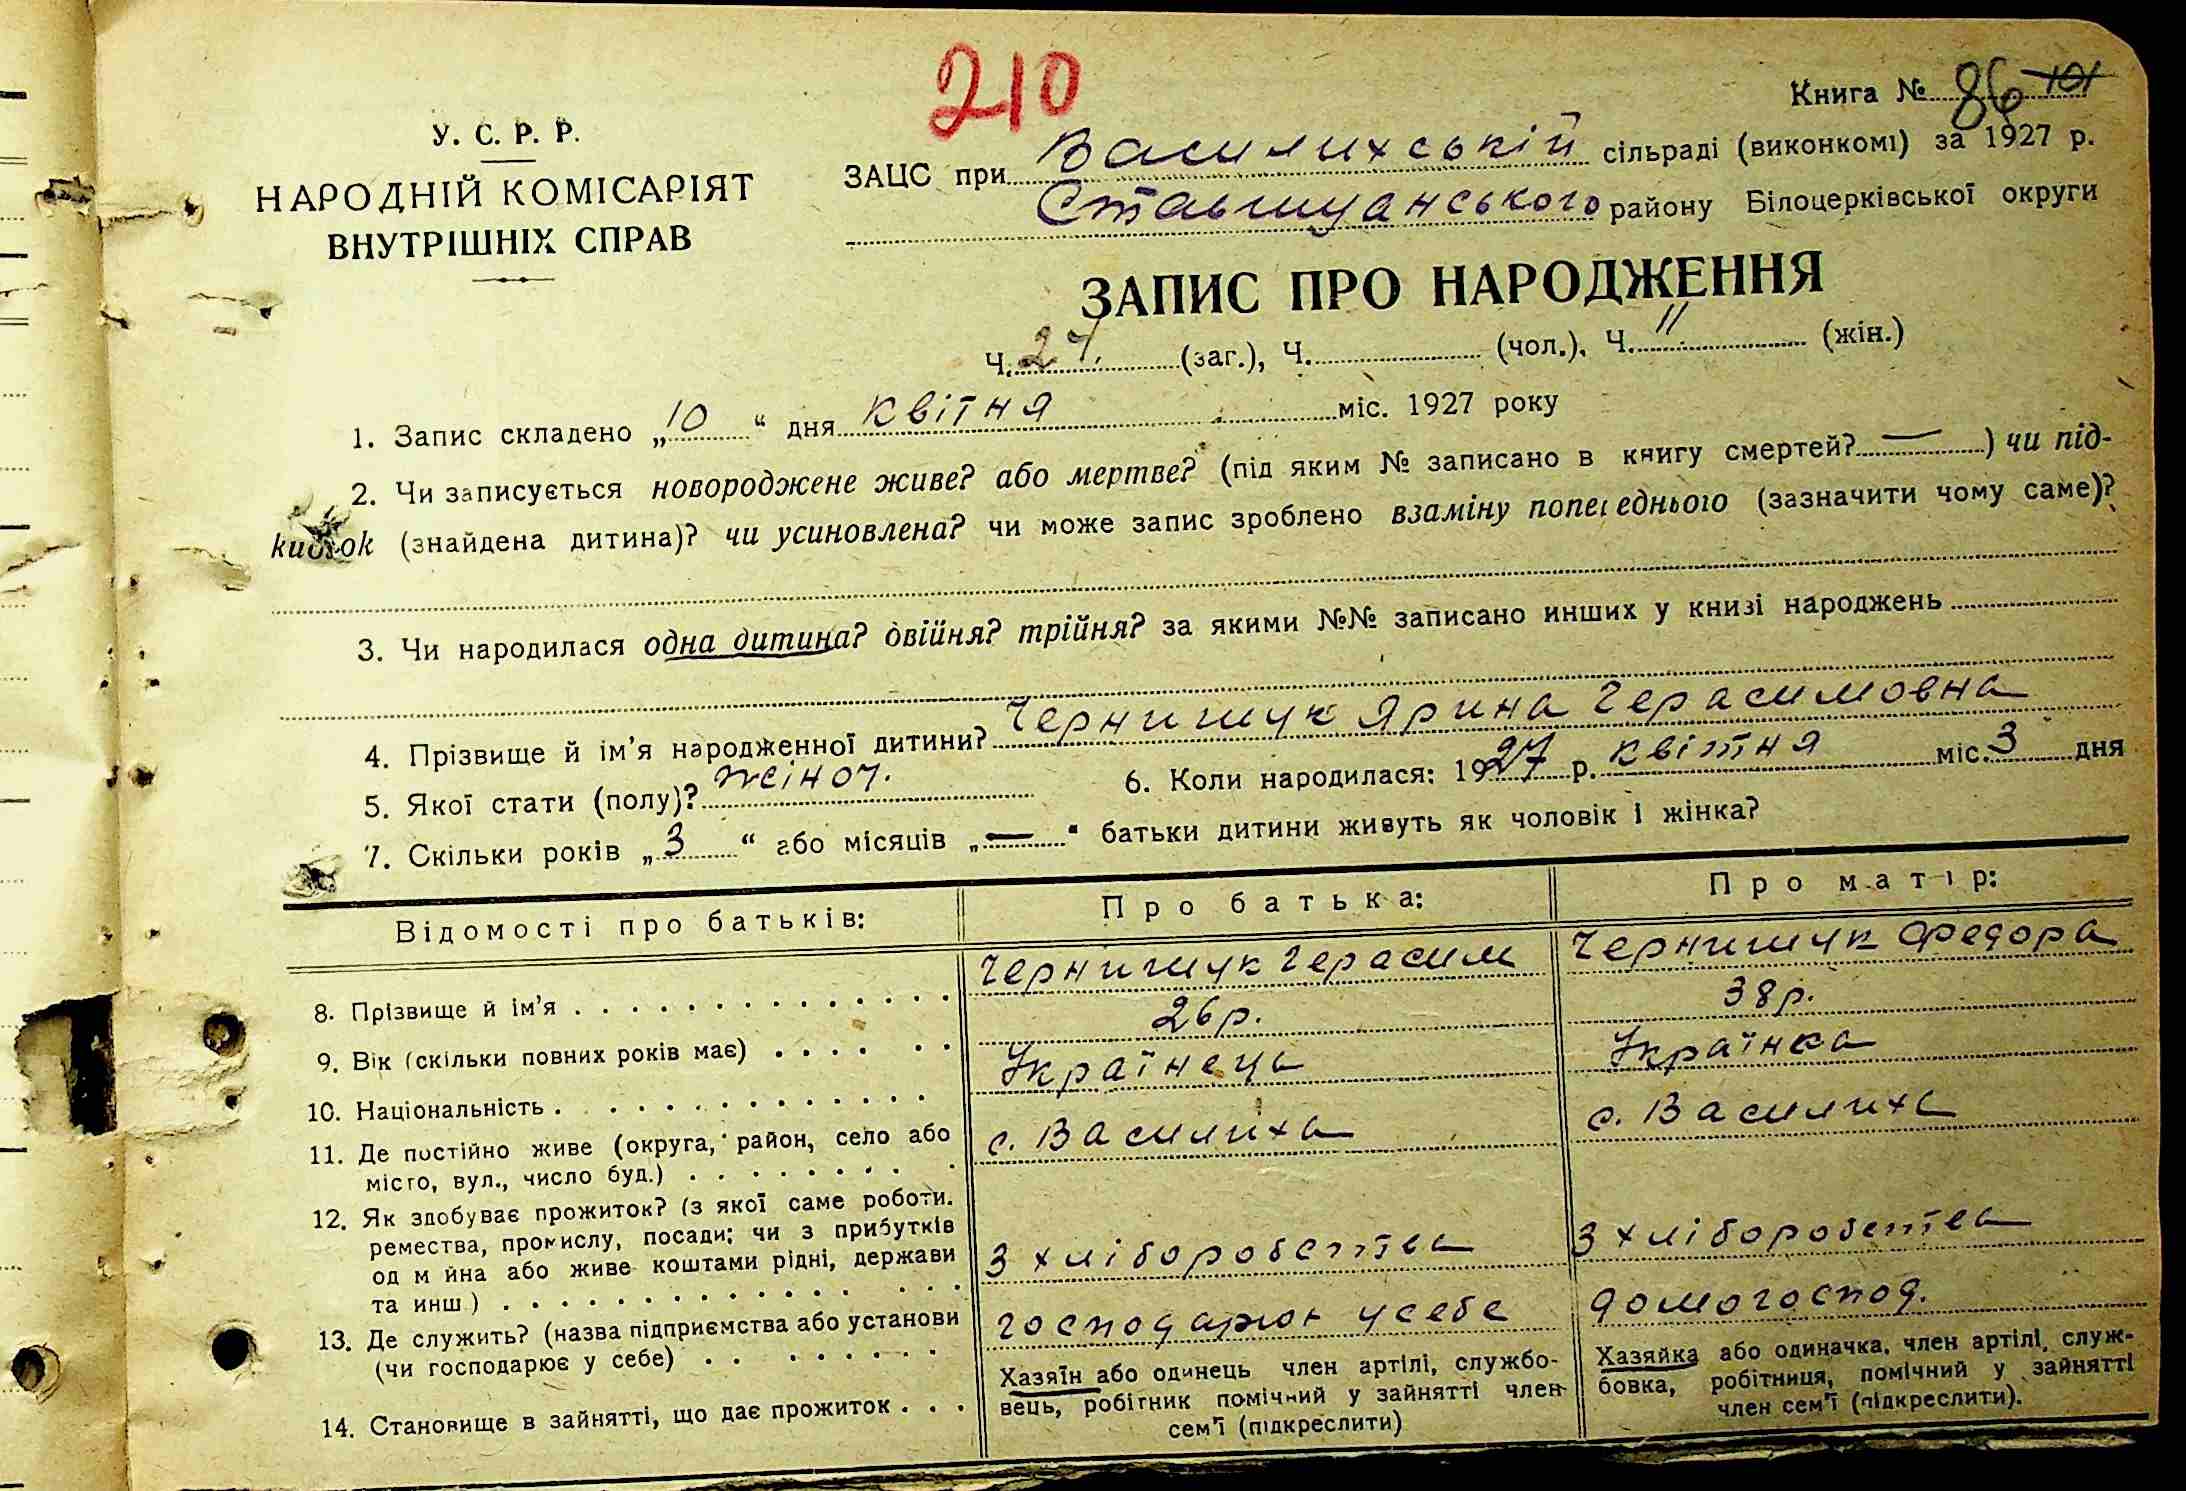 210
Книга № 86 101
У. С. Р. Р.
НАРОДНІЙ КОМІСАРІЯТ
ВНУТРІШНІХ СПРАВ
ЗАЦС при Василихській сільраді (виконкомі) за 1927 р.
Ставищанського району Білоцерківської округи
ЗАПИС ПРО НАРОДЖЕННЯ
Ч. 27. (заг.), Ч. (чол.), Ч. 11 (жін.)
1. Запис складено „10“ дня квітня міс. 1927 року
2. Чи записується новороджене живе? або мертве? (під яким № записано в книгу смертей? —) чи під-
кидьок (знайдена дитина)? чи усиновлена? чи може запис зроблено взаміну попереднього (зазначити чому саме)?
3. Чи народилася одна дитина? двійня? трійня? за якими №№ записано инших у книзі народжень
4. Прізвище й ім’я народженної дитини? Чернишук Ярина Герасимовна
5. Якої стати (полу)? жіноч. 6. Коли народилася: 1927 р. квітня міс. 3 дня
7. Скільки років „3“ або місяців „—“ батьки дитини живуть як чоловік і жінка?
Відомості про батьків: Про батька: Про матір:
8. Прізвище й ім’я Чернишук Герасим Чернишук Федора
9. Вік (скільки повних років має) 26 р. 38 р.
10. Національність Українець Українка
11. Де постійно живе (округа, район, село або
місто, вул., число буд.) с. Василиха с. Василиха
12. Як здобуває прожиток? (з якої саме роботи.
ремества, промислу, посади; чи з прибутків
од м йна або живе коштами рідні, держави
та инш.) З хліборобства З хліборобства
13. Де служить? (назва підприємства або установи
(чи господарює у себе) господарює у себе домогоспод.
14. Становище в зайнятті, що дає прожиток
Хазяїн або одинець член артілі, службо-
вець, робітник помічний у зайнятті член
сем’ї (підкреслити)
Хазяйка або одиначка, член артілі, служ-
бовка, робітниця, помічний у зайнятті
член сем’ї (підкреслити).